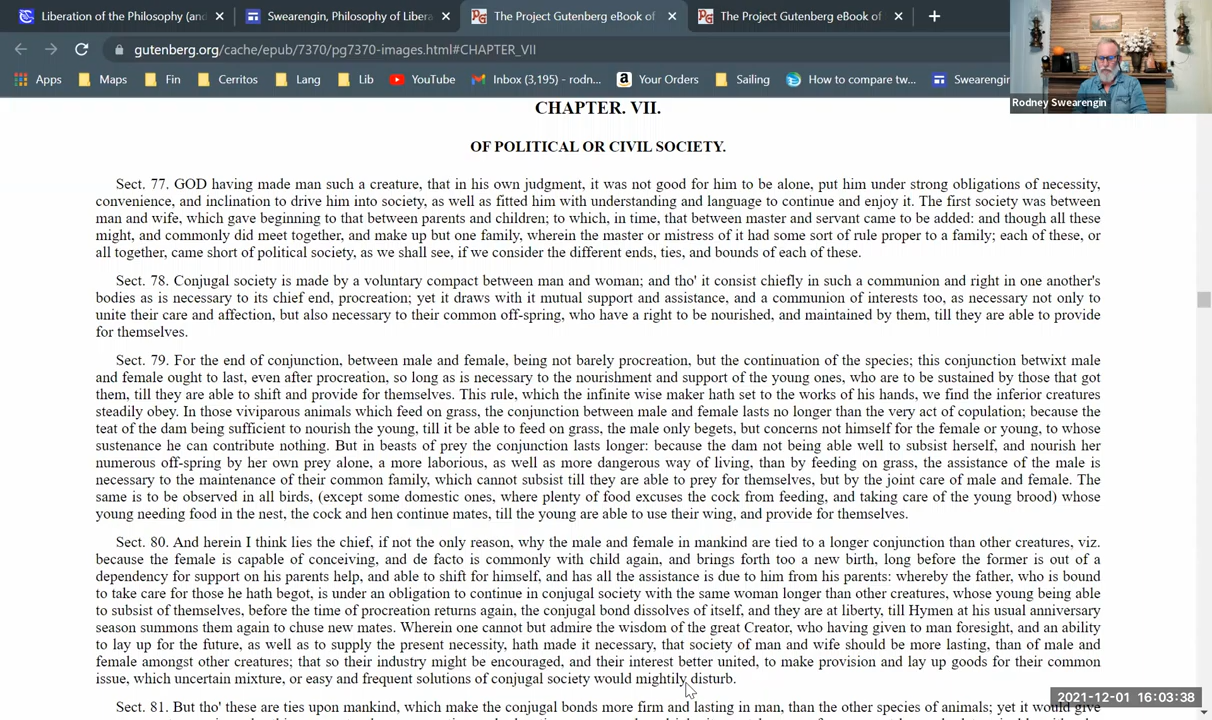 Liberation of the Philosophy (and
Swearengin, Philosophy of Libera
The Project Gutenberg eBook of
The Project Gutenberg eBook of
gutenberg.org/cache/epub/7370/pg7370-images.html#CHAPTER_VII
Apps Maps Fin Cerritos Lang Lib YouTube Inbox (3,195) - rodn... Your Orders Sailing How to compare tw... Swearengin
Rodney Swearengin
CHAPTER. VII.
OF POLITICAL OR CIVIL SOCIETY.
Sect. 77. GOD having made man such a creature, that in his own judgment, it was not good for him to be alone, put him under strong obligations of necessity,
convenience, and inclination to drive him into society, as well as fitted him with understanding and language to continue and enjoy it. The first society was between
man and wife, which gave beginning to that between parents and children; to which, in time, that between master and servant came to be added: and though all these
might, and commonly did meet together, and make up but one family, wherein the master or mistress of it had some sort of rule proper to a family; each of these, or
all together, came short of political society, as we shall see, if we consider the different ends, ties, and bounds of each of these.
Sect. 78. Conjugal society is made by a voluntary compact between man and woman; and tho' it consist chiefly in such a communion and right in one another's
bodies as is necessary to its chief end, procreation; yet it draws with it mutual support and assistance, and a communion of interests too, as necessary not only to
unite their care and affection, but also necessary to their common off-spring, who have a right to be nourished, and maintained by them, till they are able to provide
for themselves.
Sect. 79. For the end of conjunction, between male and female, being not barely procreation, but the continuation of the species; this conjunction betwixt male
and female ought to last, even after procreation, so long as is necessary to the nourishment and support of the young ones, who are to be sustained by those that got
them, till they are able to shift and provide for themselves. This rule, which the infinite wise maker hath set to the works of his hands, we find the inferior creatures
steadily obey. In those viviparous animals which feed on grass, the conjunction between male and female lasts no longer than the very act of copulation; because the
teat of the dam being sufficient to nourish the young, till it be able to feed on grass, the male only begets, but concerns not himself for the female or young, to whose
sustenance he can contribute nothing. But in beasts of prey the conjunction lasts longer: because the dam not being able well to subsist herself, and nourish her
numerous off-spring by her own prey alone, a more laborious, as well as more dangerous way of living, than by feeding on grass, the assistance of the male is
necessary to the maintenance of their common family, which cannot subsist till they are able to prey for themselves, but by the joint care of male and female. The
same is to be observed in all birds, (except some domestic ones, where plenty of food excuses the cock from feeding, and taking care of the young brood) whose
young needing food in the nest, the cock and hen continue mates, till the young are able to use their wing, and provide for themselves.
Sect. 80. And herein I think lies the chief, if not the only reason, why the male and female in mankind are tied to a longer conjunction than other creatures, viz.
because the female is capable of conceiving, and de facto is commonly with child again, and brings forth too a new birth, long before the former is out of a
dependency for support on his parents help, and able to shift for himself, and has all the assistance is due to him from his parents: whereby the father, who is bound
to take care for those he hath begot, is under an obligation to continue in conjugal society with the same woman longer than other creatures, whose young being able
to subsist of themselves, before the time of procreation returns again, the conjugal bond dissolves of itself, and they are at liberty, till Hymen at his usual anniversary
season summons them again to chuse new mates. Wherein one cannot but admire the wisdom of the great Creator, who having given to man foresight, and an ability
to lay up for the future, as well as to supply the present necessity, hath made it necessary, that society of man and wife should be more lasting, than of male and
female amongst other creatures; that so their industry might be encouraged, and their interest better united, to make provision and lay up goods for their common
issue, which uncertain mixture, or easy and frequent solutions of conjugal society would mightily disturb.
2021-12-01 16:03:38
Sect. 81. But tho' these are ties upon mankind, which make the conjugal bonds more firm and lasting in man, than the other species of animals; yet it would give